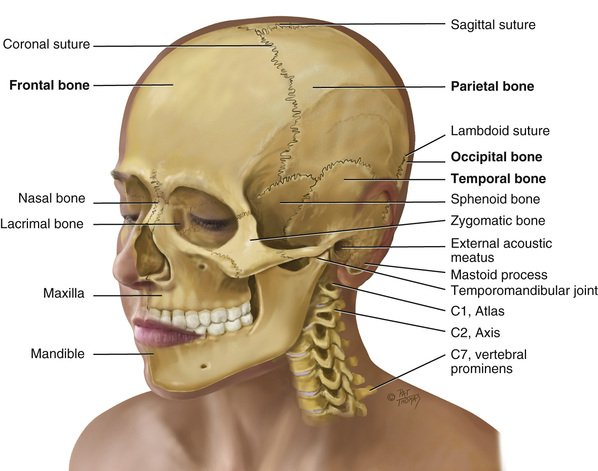 Sagittal suture
Coronal suture
Frontal bone
Parietal bone
Lambdoid suture
Occipital bone
Temporal bone
Nasal bone
Sphenoid bone
Lacrimal bone
Zygomatic bone
External acoustic
meatus
Mastoid process
Temporomandibular joint
Maxilla
C1, Atlas
C2, Axis
Mandible
C7, vertebral
prominens
© PAT
THOMAS